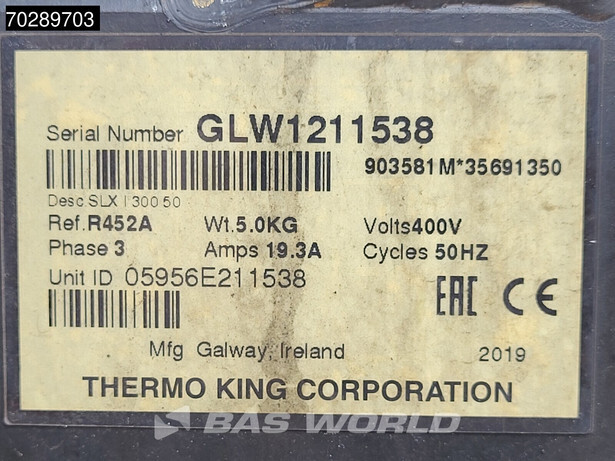 70289703
Serial Number GLW1211538
903581M*35691350
Desc SLX i 300 50
Ref.R452A Wt.5.0KG Volts400V
Phase 3 Amps 19.3A Cycles 50HZ
Unit ID 05956E211538
EAC CE
Mfg Galway, Ireland 2019
THERMO KING CORPORATION
BAS WORLD